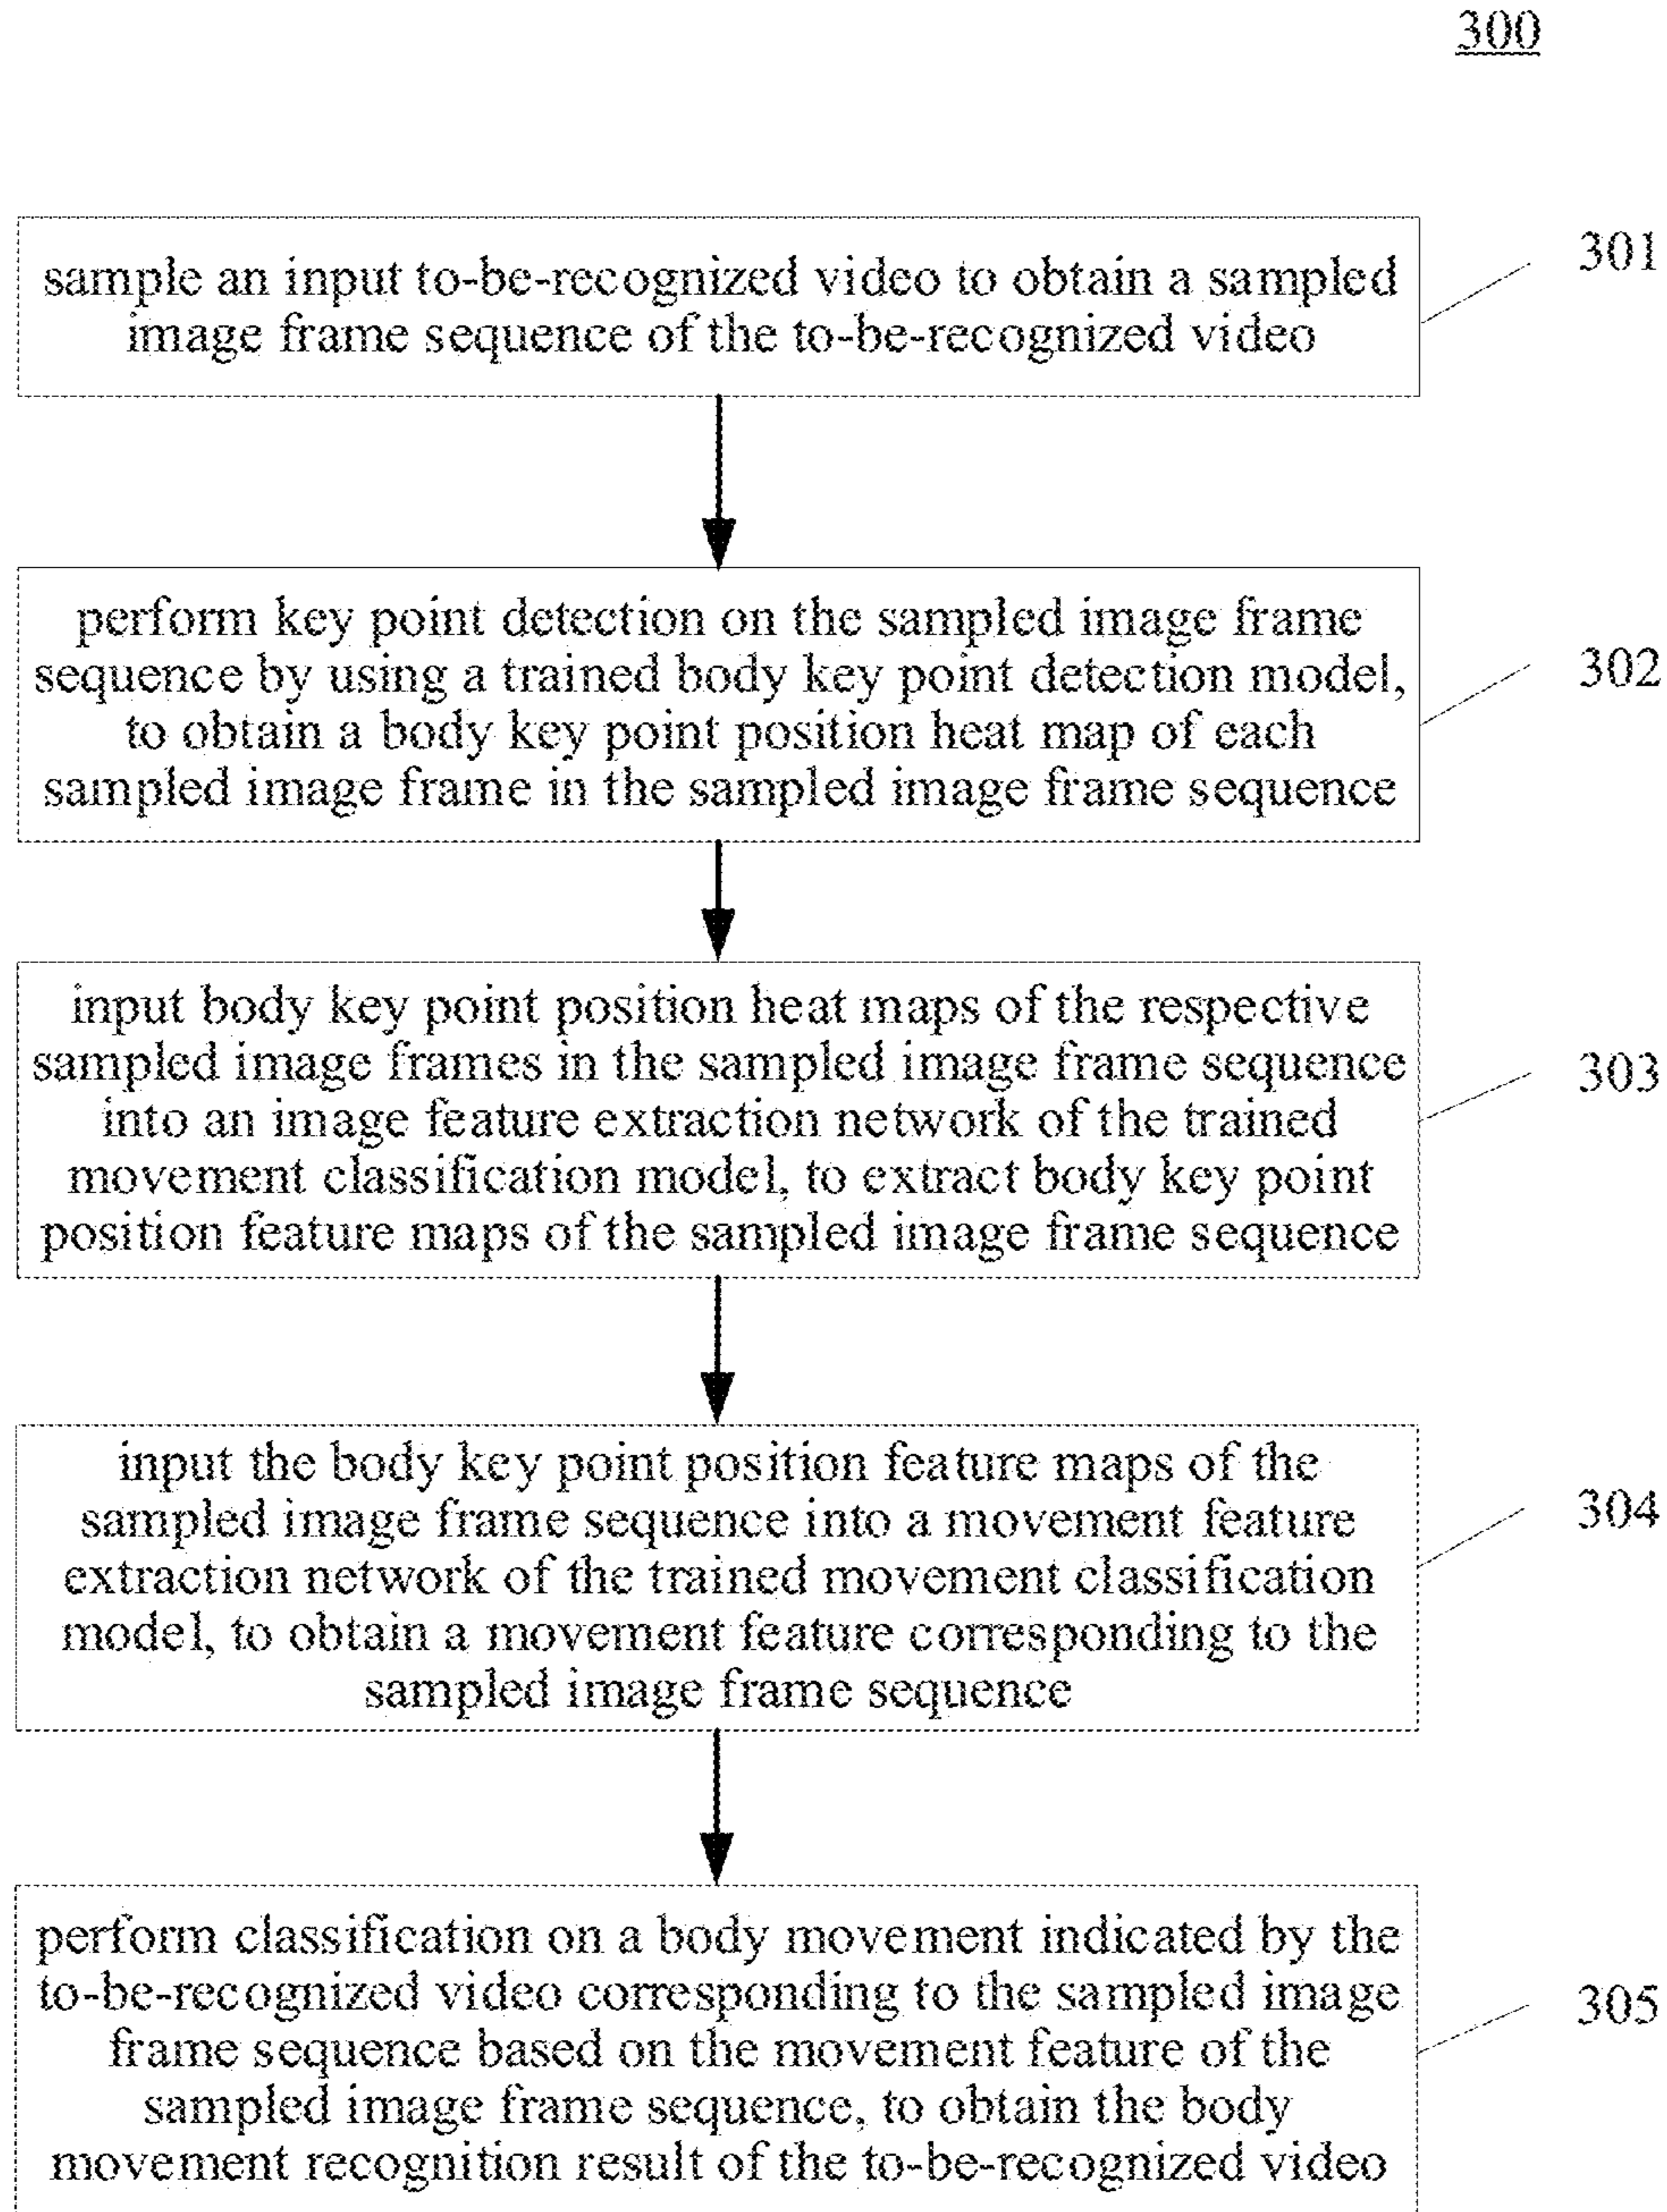 300
sample an input to-be-recognized video to obtain a sampled
image frame sequence of the to-be-recognized video
301
perform key point detection on the sampled image frame
sequence by using a trained body key point detection model,
to obtain a body key point position heat map of each
sampled image frame in the sampled image frame sequence
302
input body key point position heat maps of the respective
sampled image frames in the sampled image frame sequence
into an image feature extraction network of the trained
movement classification model, to extract body key point
position feature maps of the sampled image frame sequence
303
input the body key point position feature maps of the
sampled image frame sequence into a movement feature
extraction network of the trained movement classification
model, to obtain a movement feature corresponding to the
sampled image frame sequence
304
perform classification on a body movement indicated by the
to-be-recognized video corresponding to the sampled image
frame sequence based on the movement feature of the
sampled image frame sequence, to obtain the body
movement recognition result of the to-be-recognized video
305